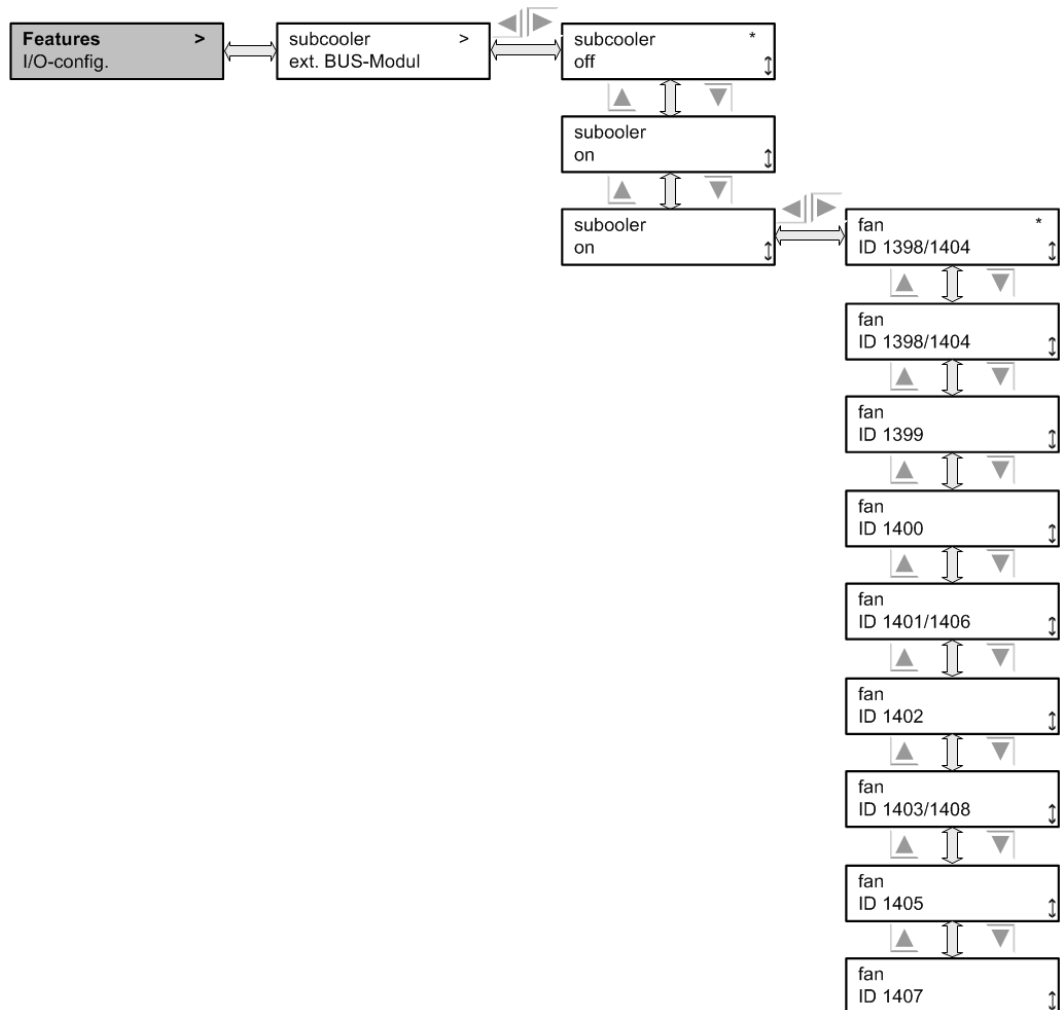 Features >
I/O-config.
subcooler >
ext. BUS-Modul
subcooler *
off
subooler
on
subooler
on
fan *
ID 1398/1404
fan
ID 1398/1404
fan
ID 1399
fan
ID 1400
fan
ID 1401/1406
fan
ID 1402
fan
ID 1403/1408
fan
ID 1405
fan
ID 1407